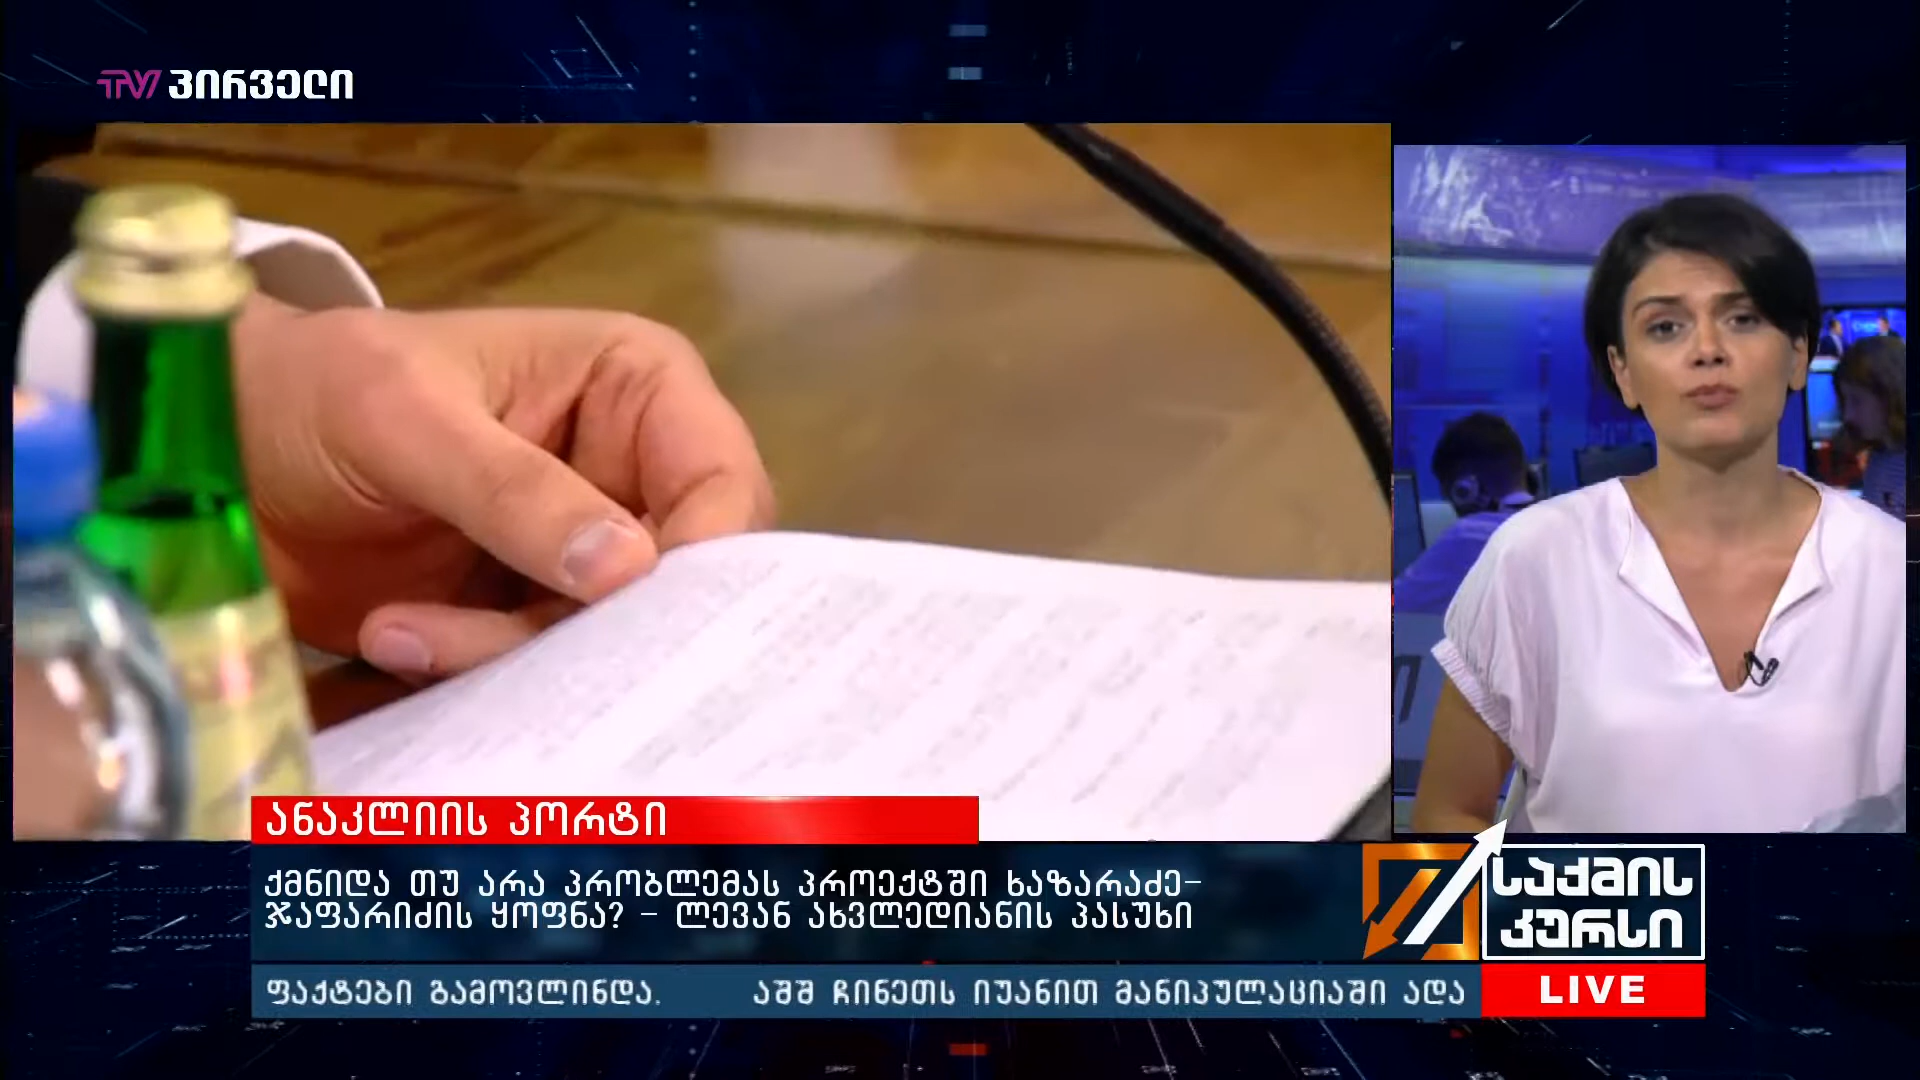 TV პირველი
ანაკლიის პორტი
ქმნიდა თუ არა პრობლემას პროექტში ხაზარაძე-
ჯაფარიძის ყოფნა? - ლევან ახვლედიანის პასუხი
საქმის
კურსი
ფაქტები გამოვლინდა. აშშ ჩინეთს იუანით მანიპულაციაში ადა
LIVE